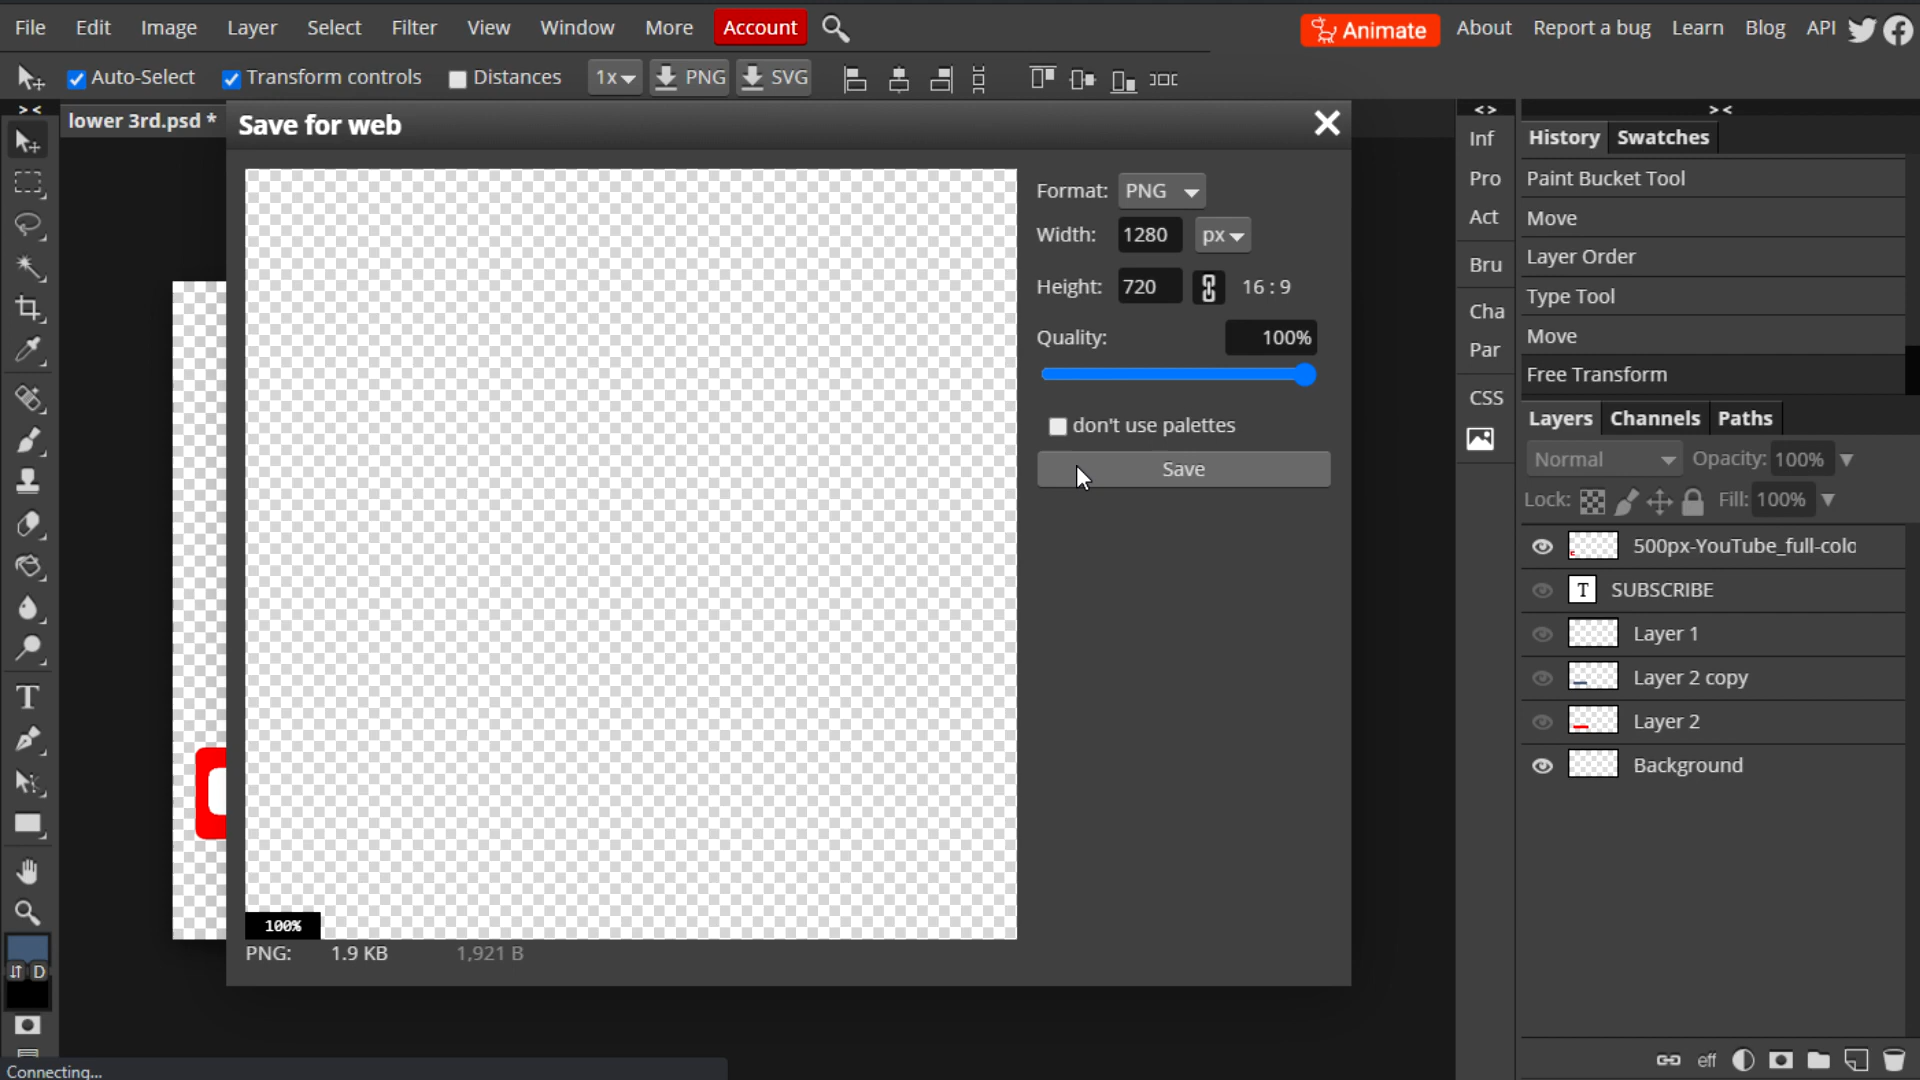 File Edit Image Layer Select Filter View Window More Account Animate About Report a bug Learn Blog API
Auto-Select Transform controls Distances 1x PNG SVG
> < < > > <
lower 3rd.psd *
Save for web
Inf
History Swatches
Format: PNG
Pro
Paint Bucket Tool
Act
Move
Width: 1280 px
Bru
Layer Order
Height: 720 16 : 9
Cha
Type Tool
Quality: 100%
Par
Move
Free Transform
CSS
Layers Channels Paths
don't use palettes
Normal Opacity: 100%
Save
Lock: Fill: 100%
500px-YouTube_full-colo
T SUBSCRIBE
Layer 1
Layer 2 copy
Layer 2
Background
100%
PNG: 1.9 KB 1,921 B
D
eff
Connecting...